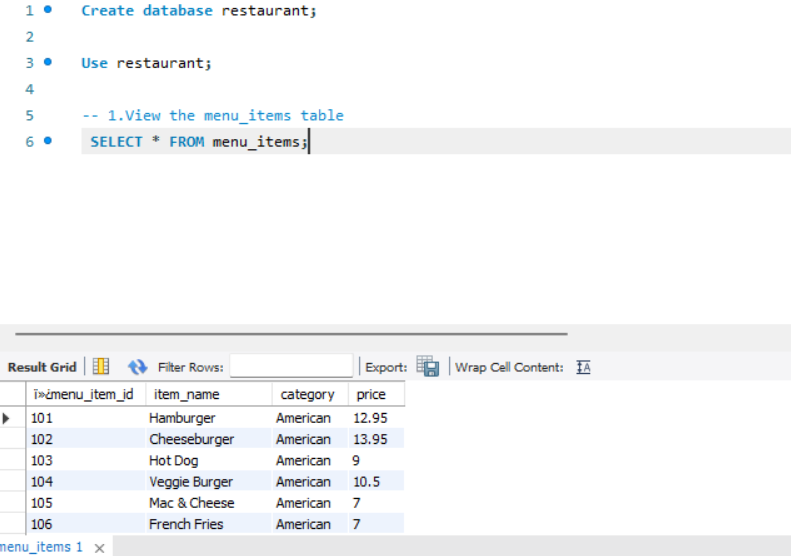 1 Create database restaurant;
2
3 Use restaurant;
4
5 -- 1.View the menu_items table
6 SELECT * FROM menu_items;
Result Grid Filter Rows: Export: Wrap Cell Content: IA
ï»¿menu_item_id item_name category price
101 Hamburger American 12.95
102 Cheeseburger American 13.95
103 Hot Dog American 9
104 Veggie Burger American 10.5
105 Mac & Cheese American 7
106 French Fries American 7
menu_items 1 ×